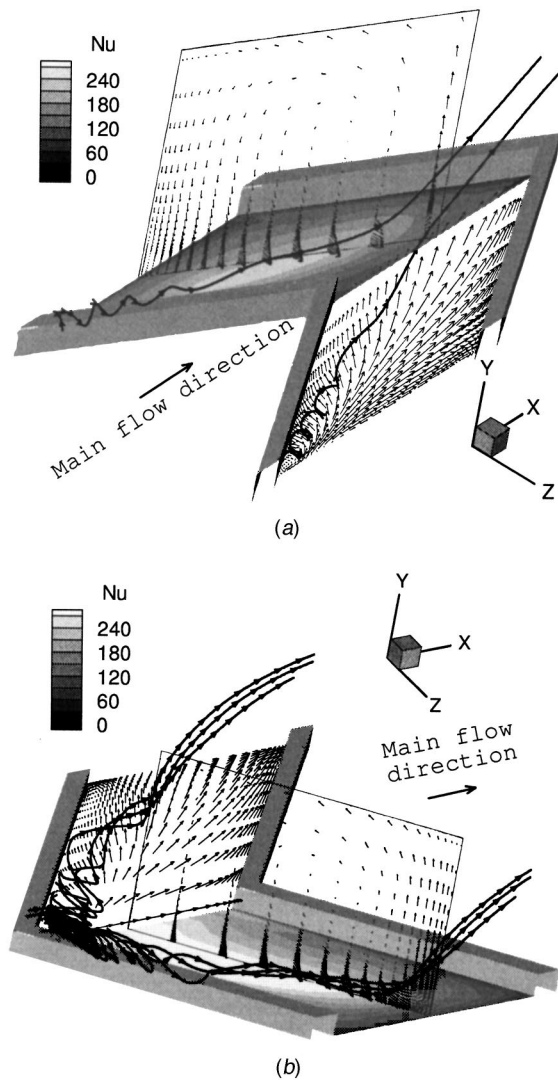 Nu
240
180
120
60
0
Main flow direction
Y
X
Z
(a)
Nu
240
180
120
60
0
Y
X
Z
Main flow
direction
(b)